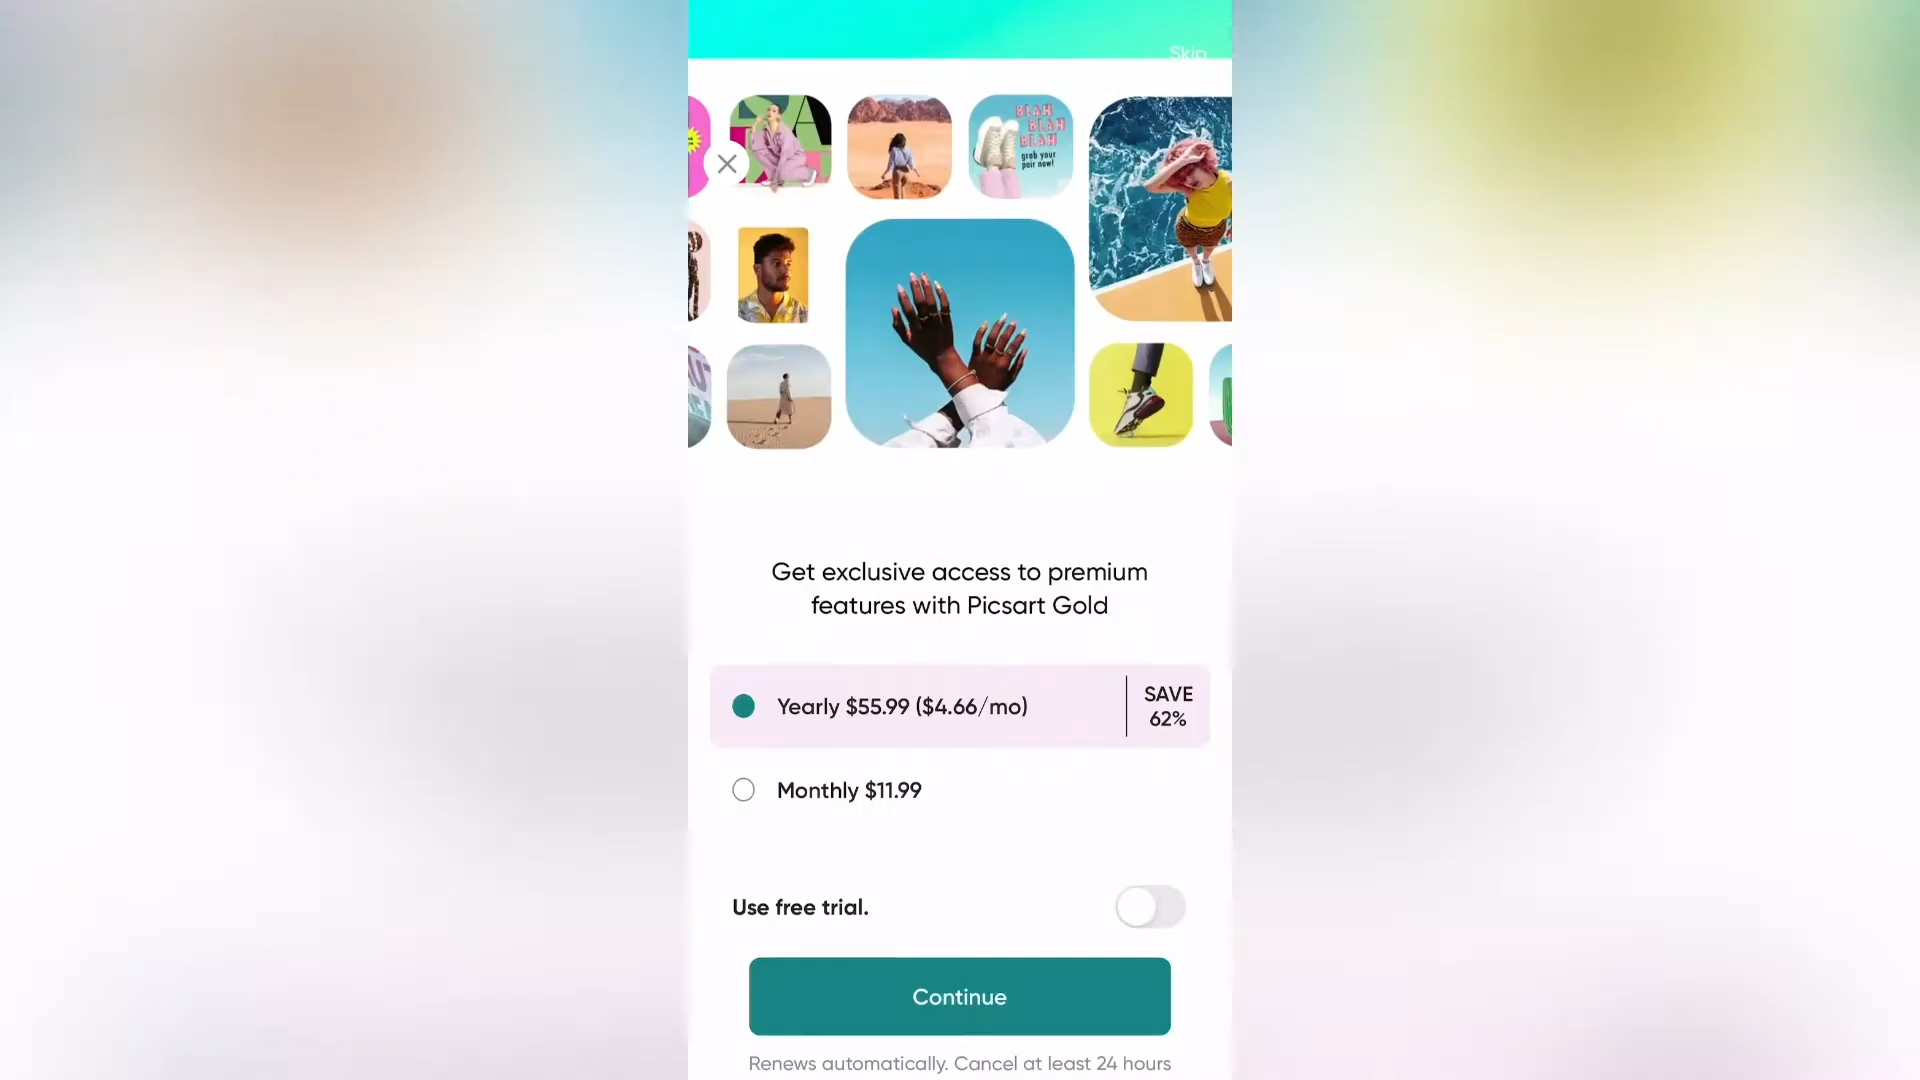 Skip
BLAH
BLAH
BLAH
grab your
pair now!
Get exclusive access to premium
features with Picsart Gold
Yearly $55.99 ($4.66/mo)
SAVE
62%
Monthly $11.99
Use free trial.
Continue
Renews automatically. Cancel at least 24 hours